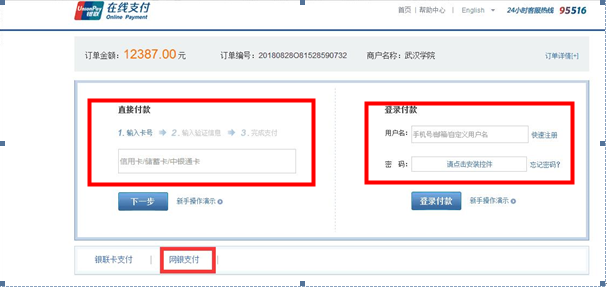 UnionPay 银联 在线支付
Online Payment
首页 | 帮助中心 | English 24小时客服热线 95516
订单金额：12387.00元 订单编号：20180828081528590732 商户名称：武汉学院 订单详情[+]
直接付款
1. 输入卡号 2. 输入验证信息 3. 完成支付
信用卡/储蓄卡/中银通卡
下一步 新手操作演示
登录付款
用户名： 手机号/邮箱/自定义用户名 快速注册
密 码： 请点击安装控件 忘记密码?
登录付款 新手操作演示
银联卡支付 | 网银支付 |